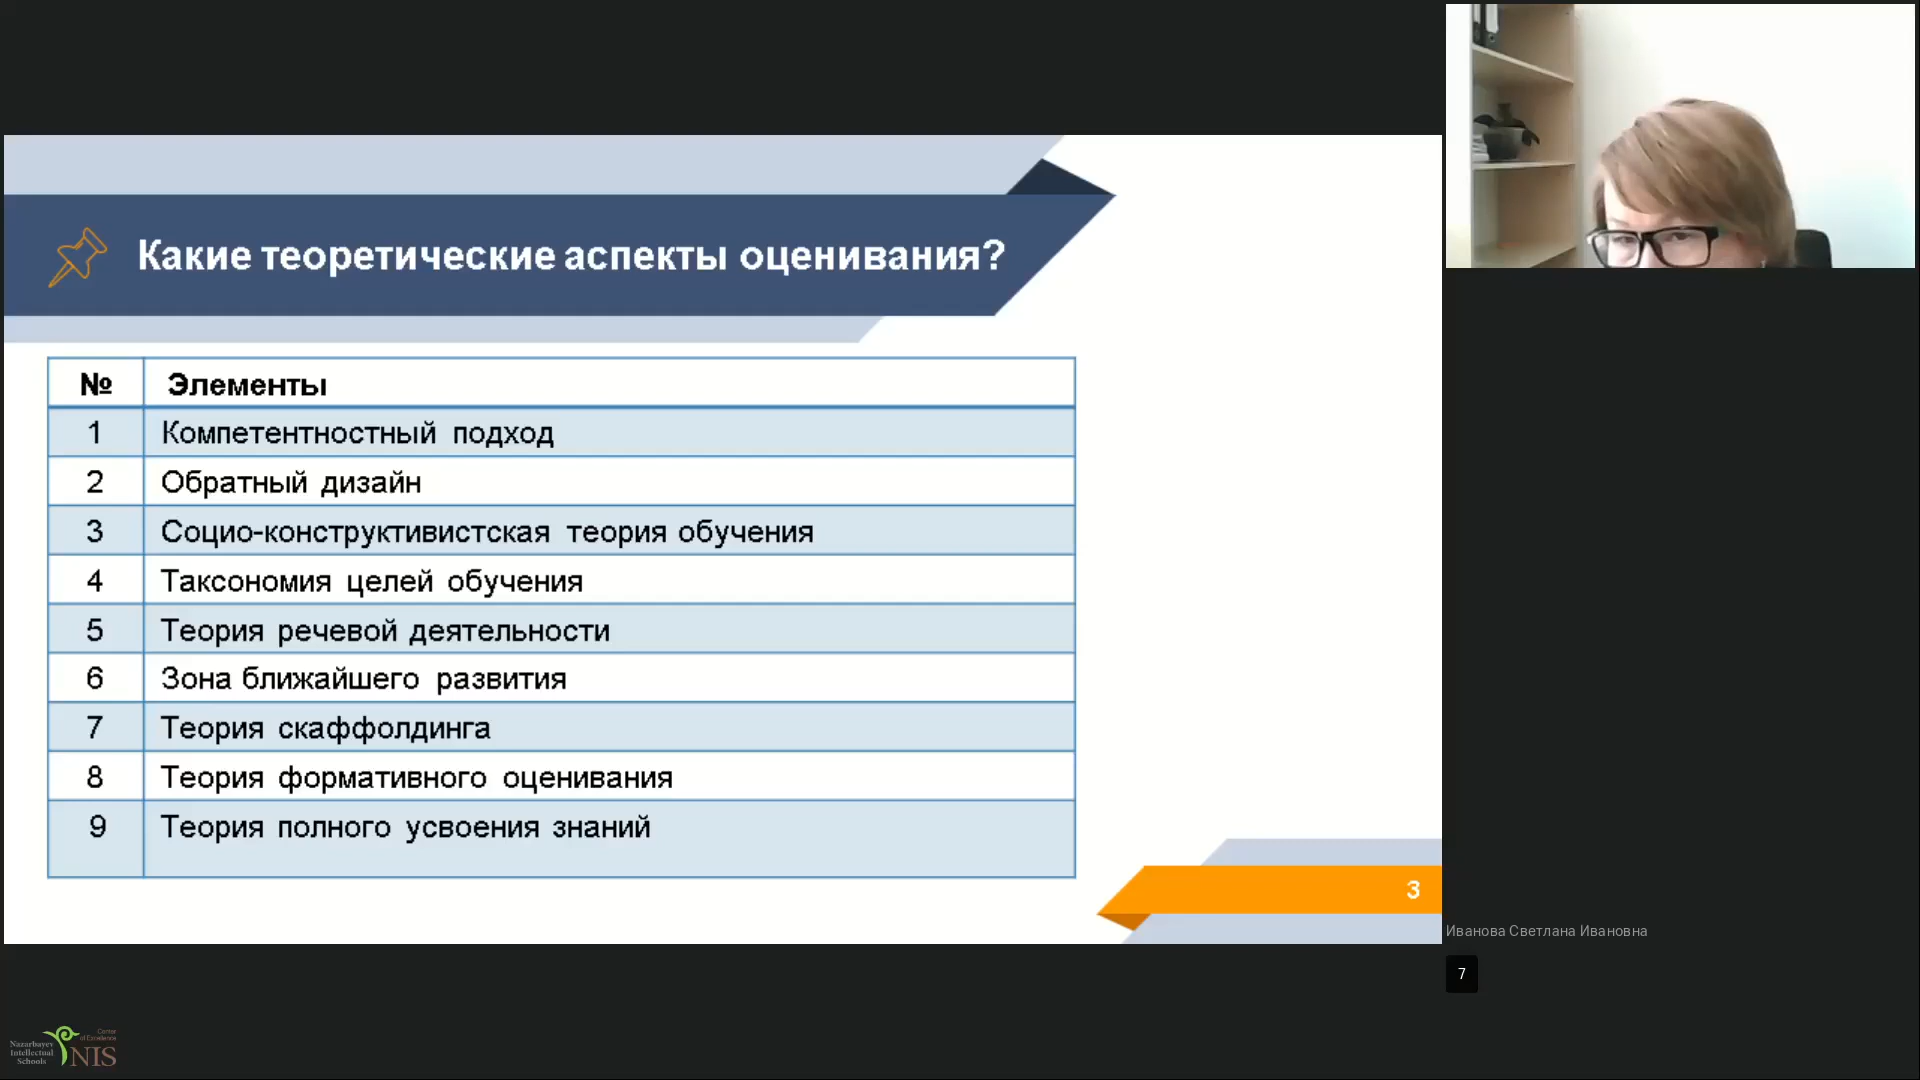 Какие теоретические аспекты оценивания?
№ Элементы
1 Компетентностный подход
2 Обратный дизайн
3 Социо-конструктивистская теория обучения
4 Таксономия целей обучения
5 Теория речевой деятельности
6 Зона ближайшего развития
7 Теория скаффолдинга
8 Теория формативного оценивания
9 Теория полного усвоения знаний
3
Иванова Светлана Ивановна
7
Nazarbayev
Intellectual
Schools
Center
of Excellence
NIS